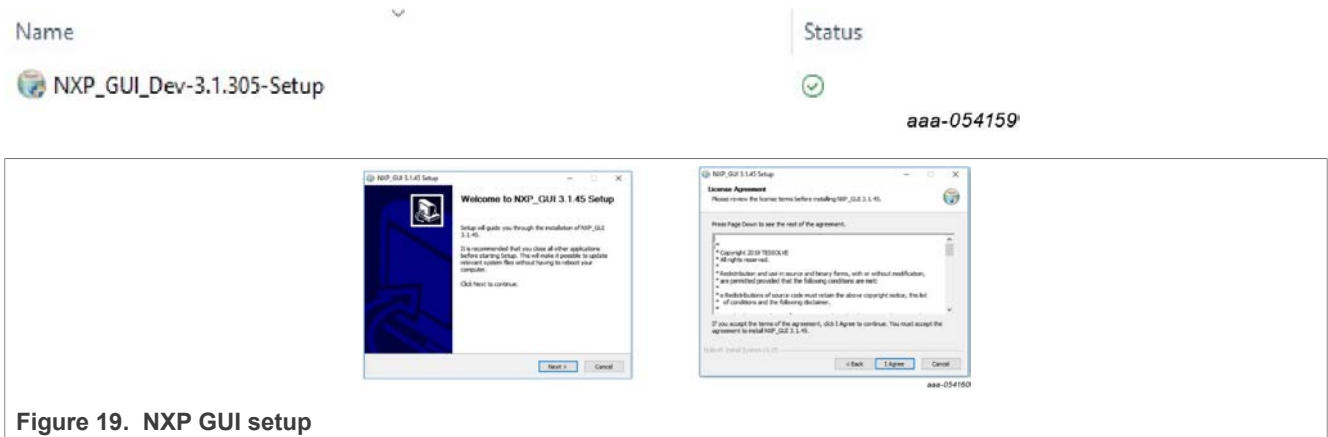 Name
Status
NXP_GUI_Dev-3.1.305-Setup
aaa-054159
NXP_GUI 3.1.45 Setup
Welcome to NXP_GUI 3.1.45 Setup
Setup will guide you through the installation of NXP_GUI
3.1.45.
It is recommended that you close all other applications
before starting Setup. This will make it possible to update
relevant system files without having to reboot your
computer.
Click Next to continue.
Next >
Cancel
NXP_GUI 3.1.45 Setup
License Agreement
Please review the license terms before installing NXP_GUI 3.1.45.
Press Page Down to see the rest of the agreement.
/*
* Copyright 2019 TESSOLVE
* All rights reserved.
*
* Redistribution and use in source and binary forms, with or without modification,
* are permitted provided that the following conditions are met:
*
* o Redistributions of source code must retain the above copyright notice, this list
* of conditions and the following disclaimer.
*
If you accept the terms of the agreement, click I Agree to continue. You must accept the
agreement to install NXP_GUI 3.1.45.
< Back
I Agree
Cancel
aaa-054160
Figure 19. NXP GUI setup